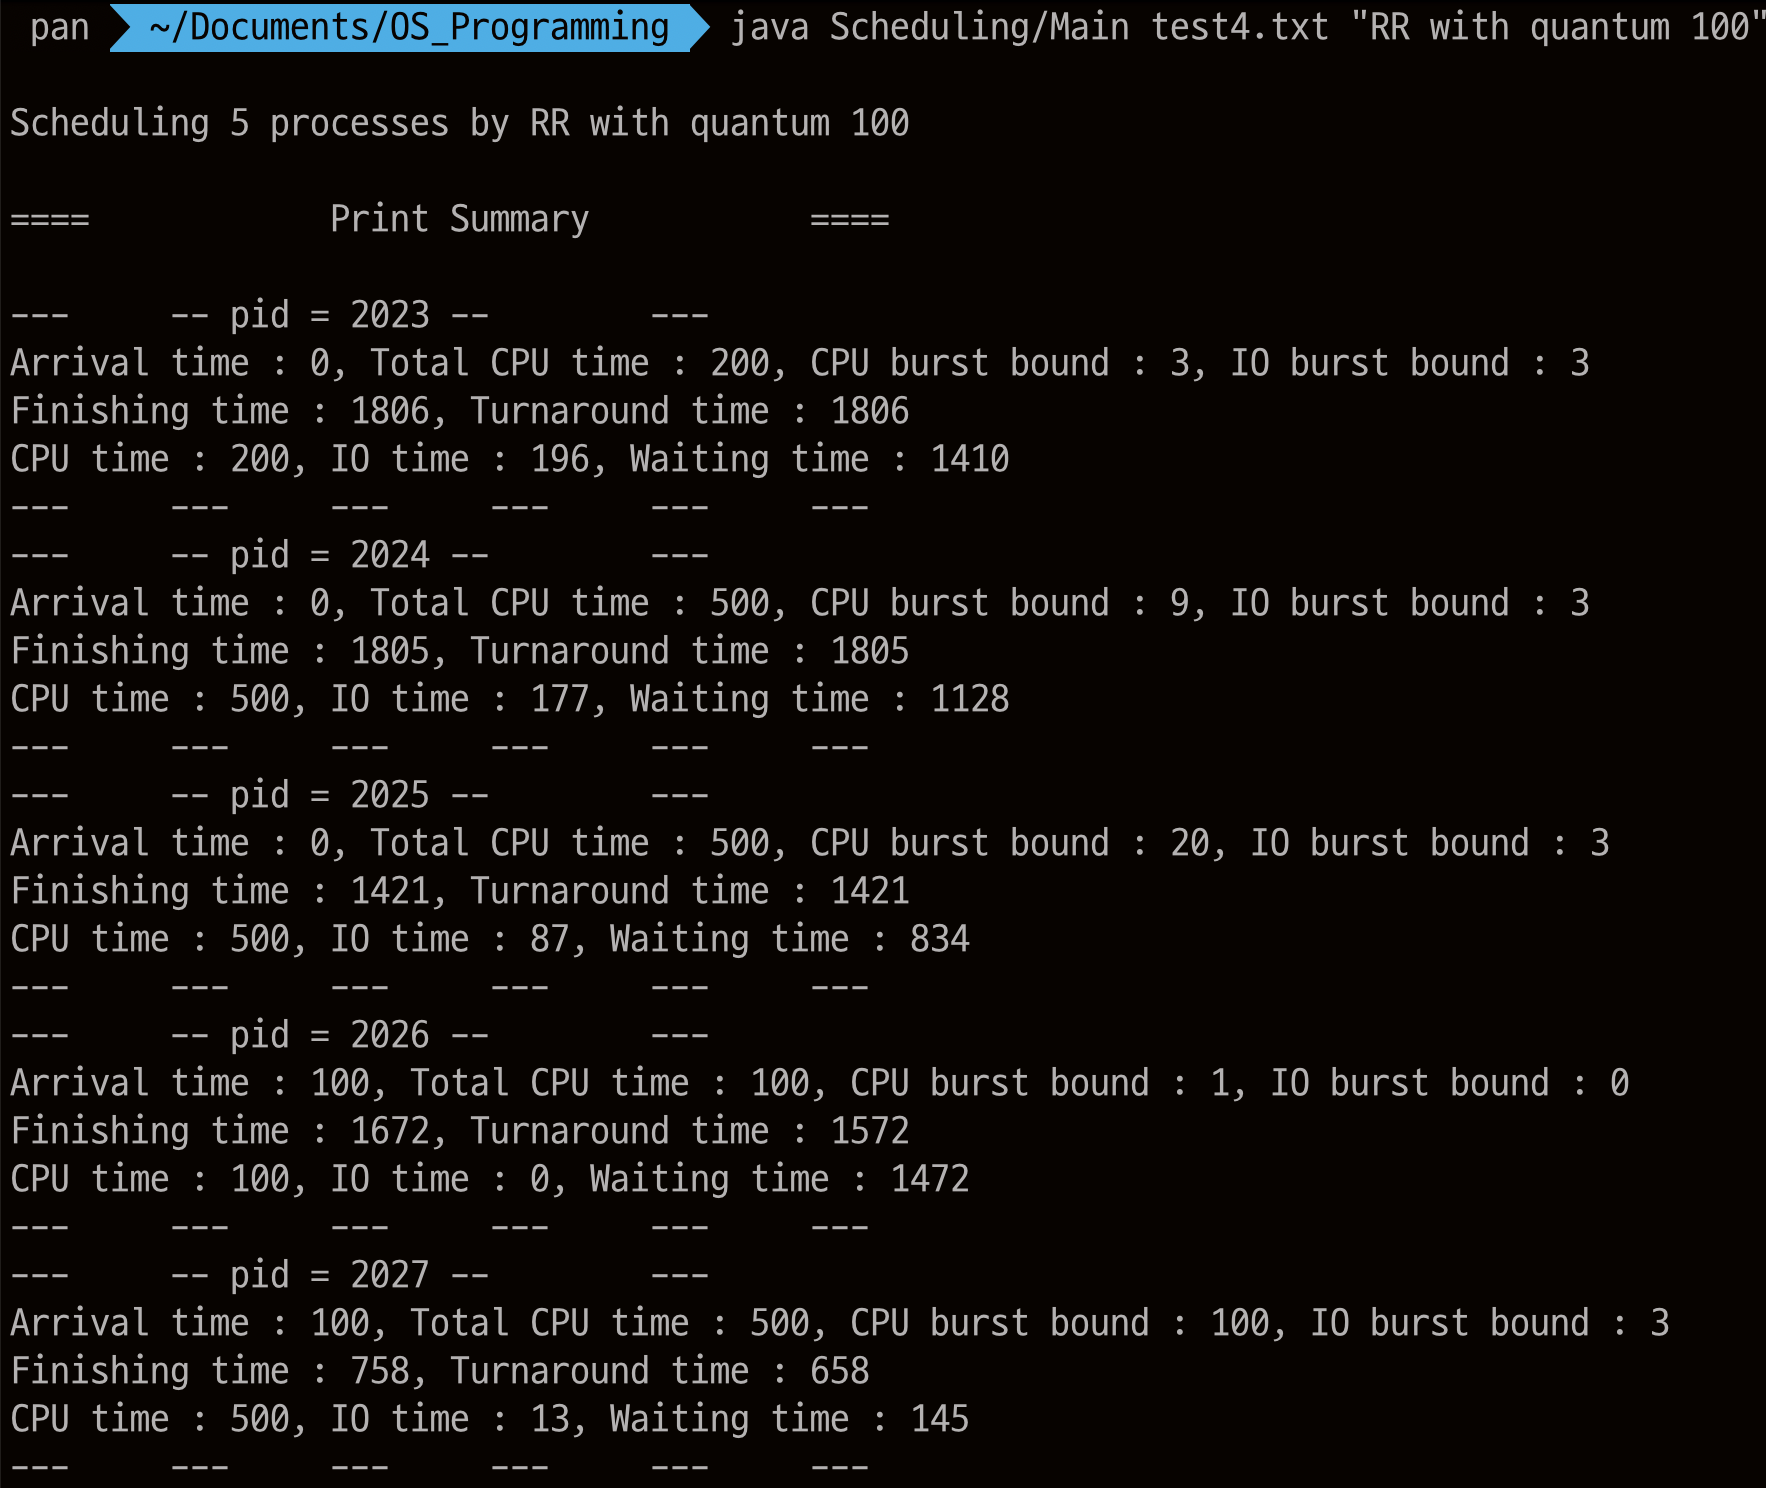 pan ~/Documents/OS_Programming java Scheduling/Main test4.txt "RR with quantum 100"
Scheduling 5 processes by RR with quantum 100
==== Print Summary ====
--- -- pid = 2023 -- ---
Arrival time : 0, Total CPU time : 200, CPU burst bound : 3, IO burst bound : 3
Finishing time : 1806, Turnaround time : 1806
CPU time : 200, IO time : 196, Waiting time : 1410
--- --- --- --- --- ---
--- -- pid = 2024 -- ---
Arrival time : 0, Total CPU time : 500, CPU burst bound : 9, IO burst bound : 3
Finishing time : 1805, Turnaround time : 1805
CPU time : 500, IO time : 177, Waiting time : 1128
--- --- --- --- --- ---
--- -- pid = 2025 -- ---
Arrival time : 0, Total CPU time : 500, CPU burst bound : 20, IO burst bound : 3
Finishing time : 1421, Turnaround time : 1421
CPU time : 500, IO time : 87, Waiting time : 834
--- --- --- --- --- ---
--- -- pid = 2026 -- ---
Arrival time : 100, Total CPU time : 100, CPU burst bound : 1, IO burst bound : 0
Finishing time : 1672, Turnaround time : 1572
CPU time : 100, IO time : 0, Waiting time : 1472
--- --- --- --- --- ---
--- -- pid = 2027 -- ---
Arrival time : 100, Total CPU time : 500, CPU burst bound : 100, IO burst bound : 3
Finishing time : 758, Turnaround time : 658
CPU time : 500, IO time : 13, Waiting time : 145
--- --- --- --- --- ---